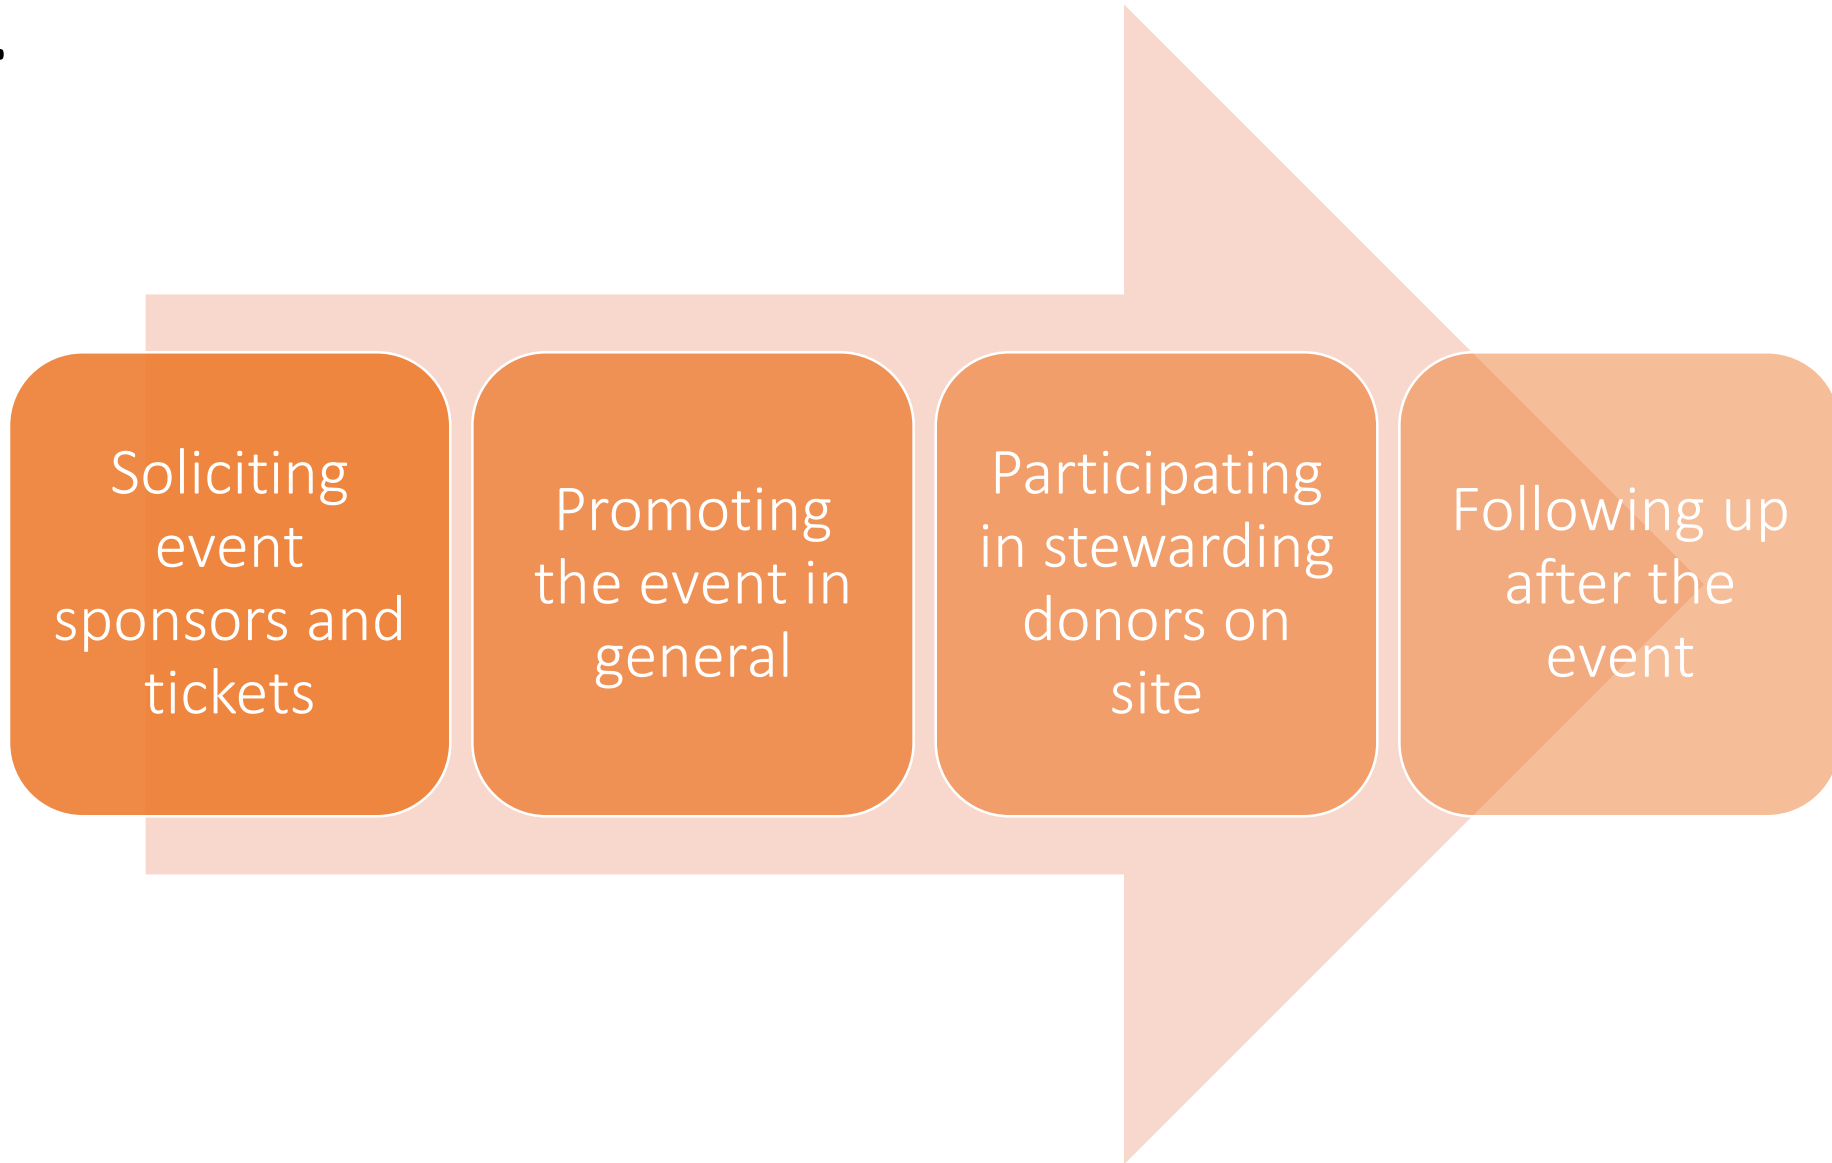 Soliciting
event
sponsors and
tickets
Promoting
the event in
general
Participating
in stewarding
donors on
site
Following up
after the
event